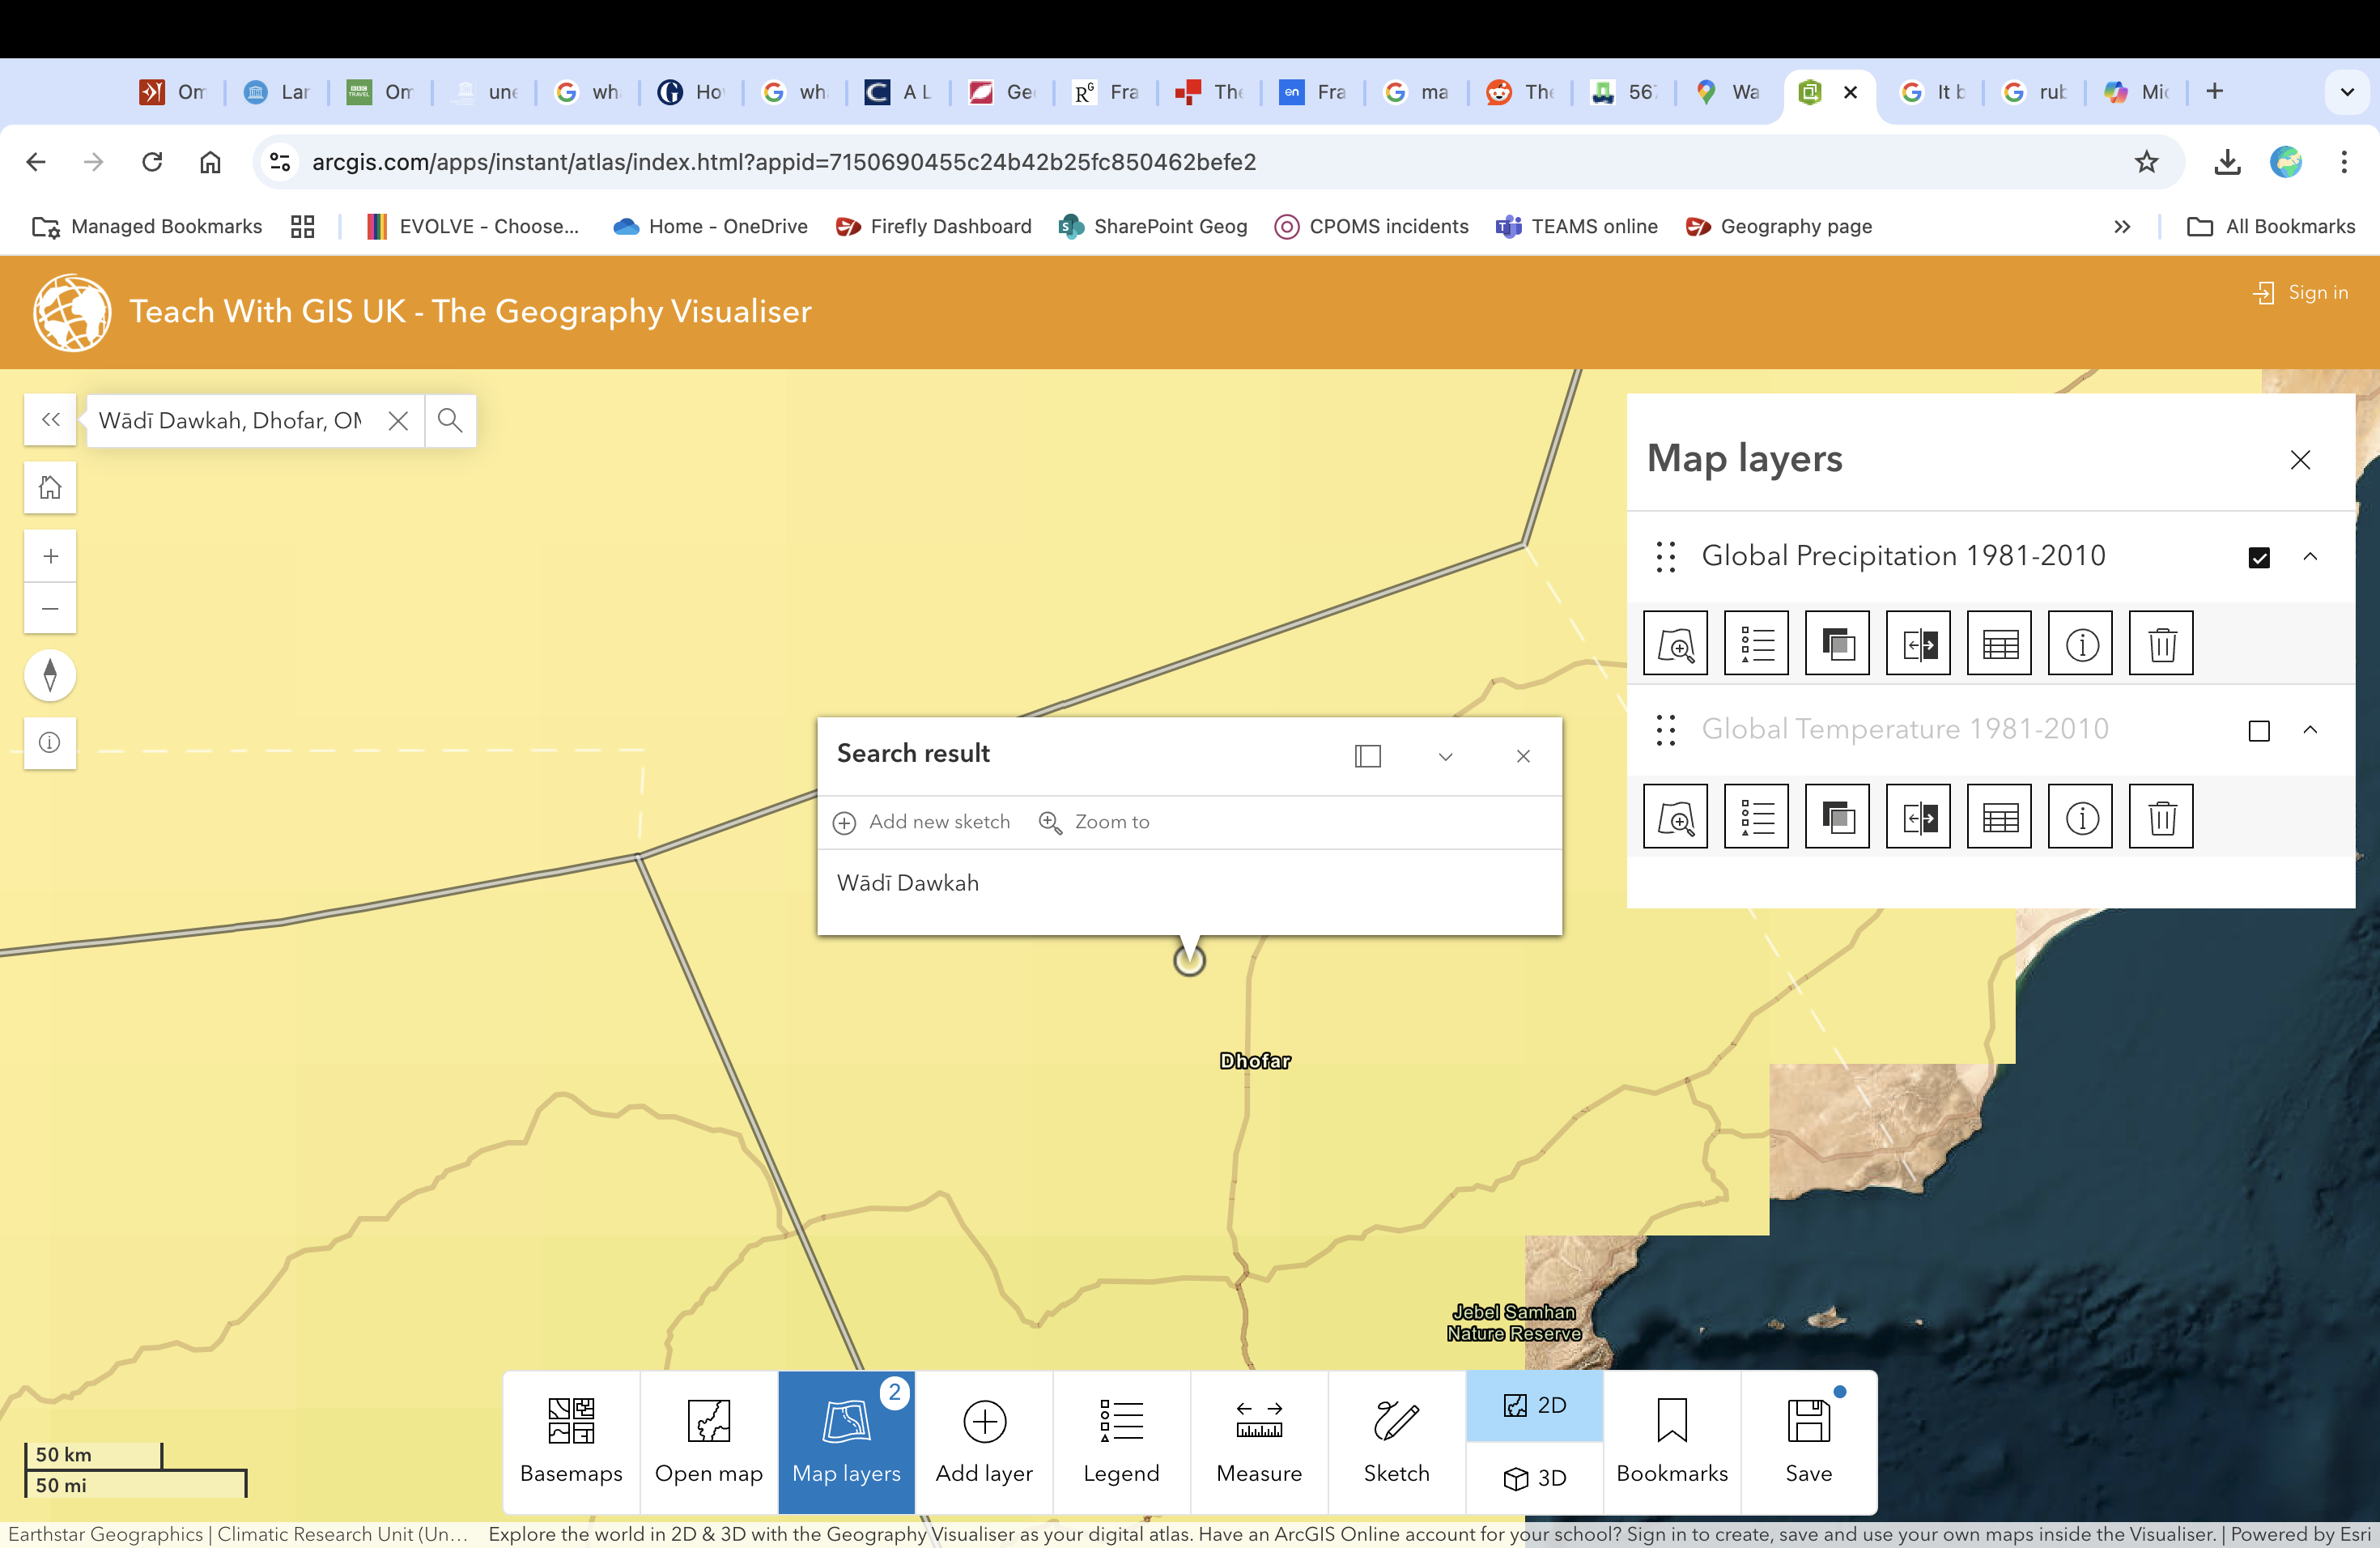 Om
Lar
Om
une
wh
Ho
wh
A L
Ge
RG
Fra
The
en
Fra
ma
The
567
Wa
It b
rub
Mic
arcgis.com/apps/instant/atlas/index.html?appid=7150690455c24b42b25fc850462befe2
Managed Bookmarks
EVOLVE - Choose...
Home - OneDrive
Firefly Dashboard
SharePoint Geog
CPOMS incidents
TEAMS online
Geography page
All Bookmarks
Teach With GIS UK - The Geography Visualiser
Sign in
Wādī Dawkah, Dhofar, OM
Map layers
Global Precipitation 1981-2010
Global Temperature 1981-2010
Search result
Add new sketch
Zoom to
Wādī Dawkah
Dhofar
Jebel Samhan
Nature Reserve
50 km
50 mi
Basemaps
Open map
2
Map layers
Add layer
Legend
Measure
Sketch
2D
3D
Bookmarks
Save
Earthstar Geographics | Climatic Research Unit (Un...
Explore the world in 2D & 3D with the Geography Visualiser as your digital atlas. Have an ArcGIS Online account for your school? Sign in to create, save and use your own maps inside the Visualiser. | Powered by Esri